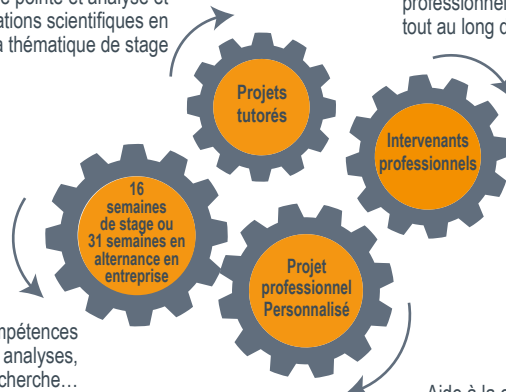 pointe et analyse et
ations scientifiques en
a thématique de stage
professionnel
tout au long d
Projets
tutorés
Intervenants
professionnels
16
semaines
de stage ou
31 semaines en
alternance en
entreprise
Projet
professionnel
Personnalisé
mpétences
analyses,
cherche…
Aide à la